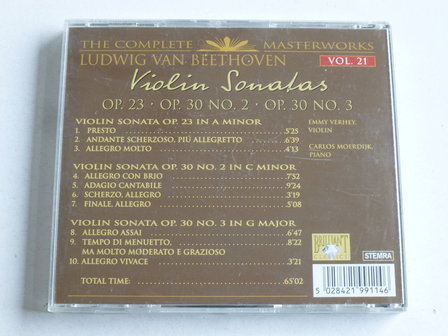 THE COMPLETE MASTERWORKS
LUDWIG VAN BEETHOVEN VOL. 21
Violin Sonatas
OP. 23 · OP. 30 NO. 2 · OP. 30 NO. 3
VIOLIN SONATA OP. 23 IN A MINOR
1. PRESTO 5'25
2. ANDANTE SCHERZOSO, PIÙ ALLEGRETTO 6'39
3. ALLEGRO MOLTO 4'13
EMMY VERHEY,
VIOLIN
CARLOS MOERDIJK,
PIANO
VIOLIN SONATA OP. 30 NO. 2 IN C MINOR
4. ALLEGRO CON BRIO 7'52
5. ADAGIO CANTABILE 9'24
6. SCHERZO, ALLEGRO 3'19
7. FINALE, ALLEGRO 5'08
VIOLIN SONATA OP. 30 NO. 3 IN G MAJOR
8. ALLEGRO ASSAI 6'47
9. TEMPO DI MENUETTO, 8'22
MA MOLTO MODERATO E GRAZIOSO
10. ALLEGRO VIVACE 3'21
TOTAL TIME: 65'02
BRILLIANT
CLASSICS
STEMRA
5 028421 991146